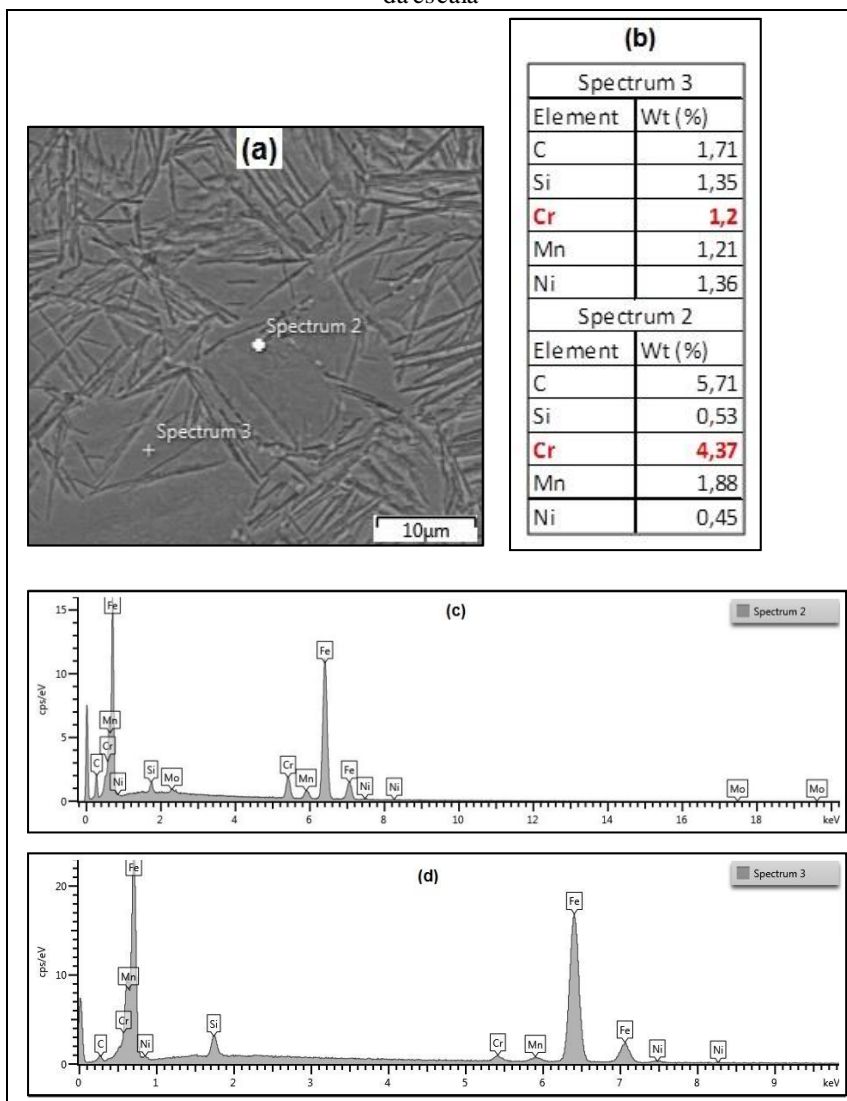 da escala
(b)
Spectrum 3
Element Wt (%)
C 1,71
Si 1,35
Cr 1,2
Mn 1,21
Ni 1,36
Spectrum 2
Element Wt (%)
C 5,71
Si 0,53
Cr 4,37
Mn 1,88
Ni 0,45
(a)
Spectrum 2
Spectrum 3
10μm
(c)
Spectrum 2
cps/eV
15
10
5
0
Fe
Mn
Cr
C
Ni
Si
Mo
Cr
Mn
Fe
Fe
Ni
Ni
Mo
Mo
0 2 4 6 8 10 12 14 16 18 keV
(d)
Spectrum 3
cps/eV
20
10
0
Fe
Mn
Cr
C
Ni
Si
Cr
Mn
Fe
Fe
Ni
Ni
0 1 2 3 4 5 6 7 8 9 keV